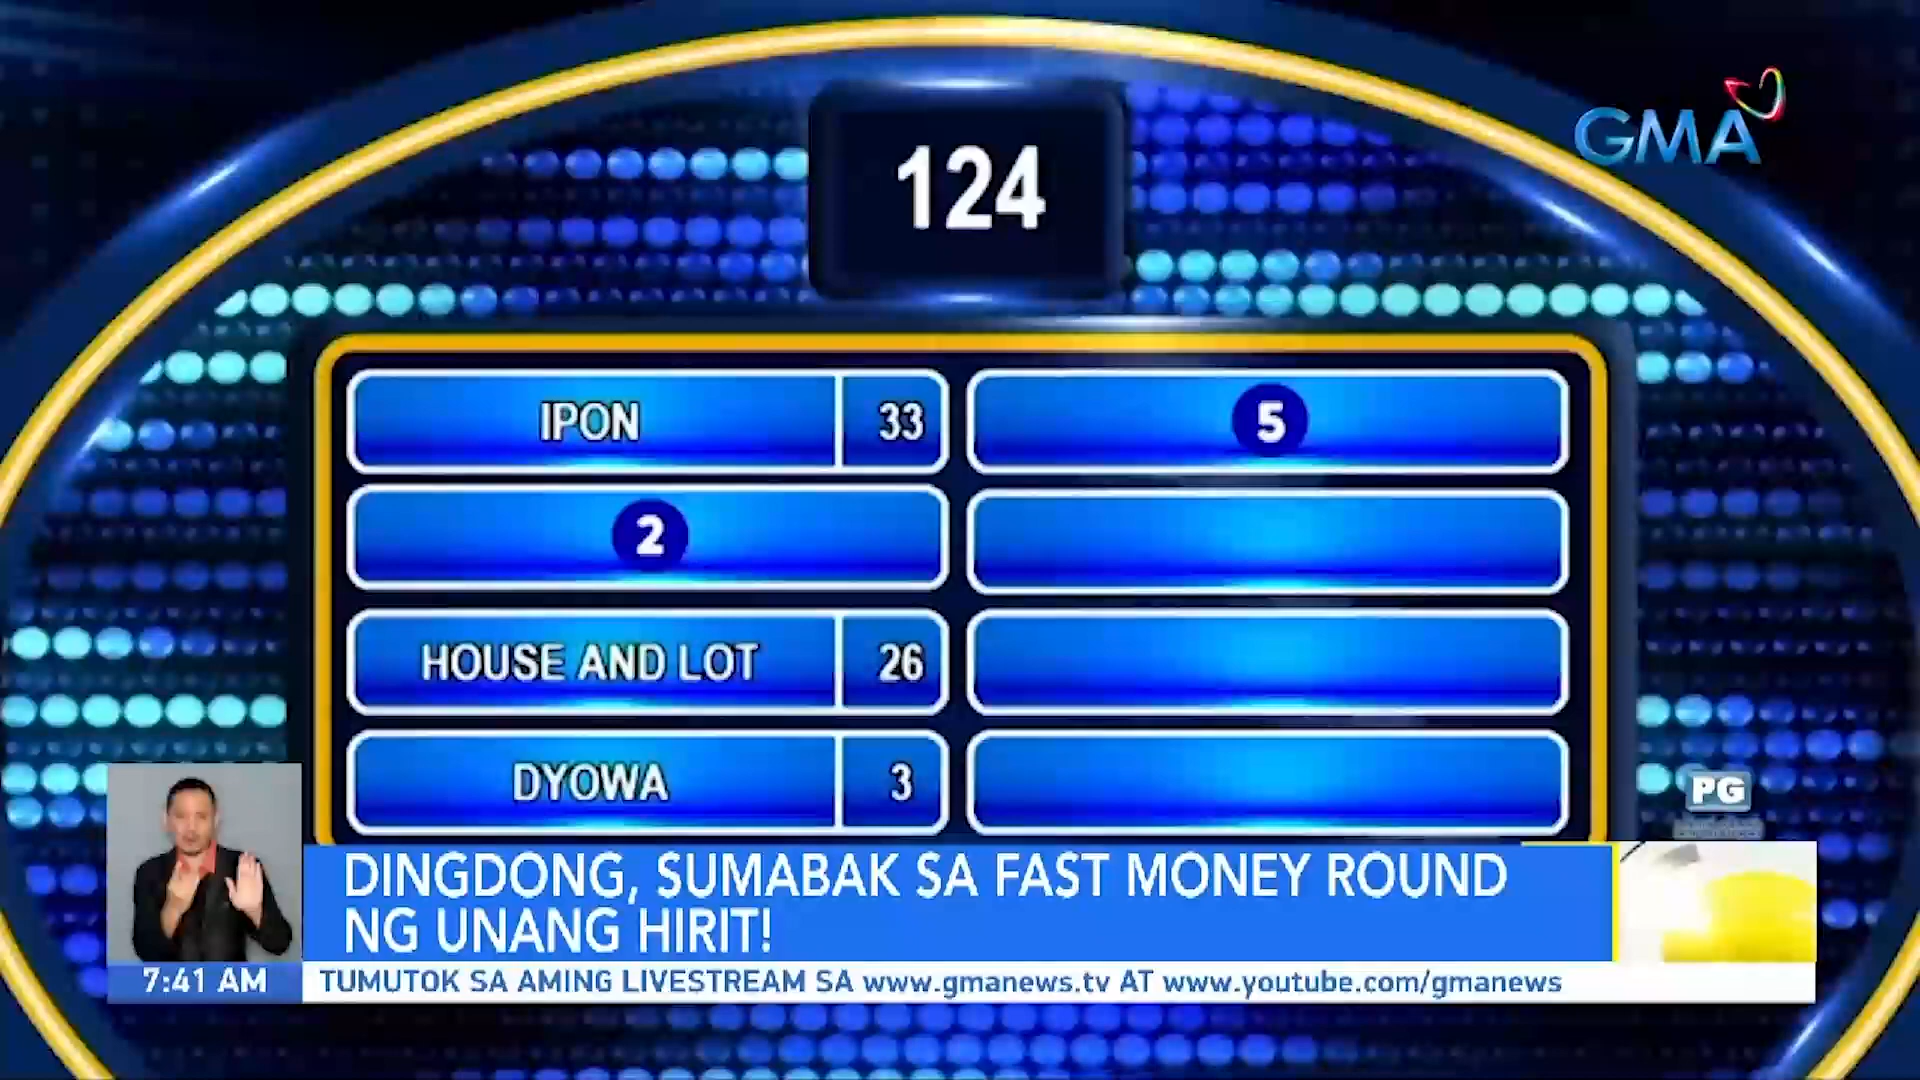 124
GMA
IPON 33
5
2
HOUSE AND LOT 26
DYOWA 3
PG
DINGDONG, SUMABAK SA FAST MONEY ROUND
NG UNANG HIRIT!
7:41 AM
TUMUTOK SA AMING LIVESTREAM SA www.gmanews.tv AT www.youtube.com/gmanews